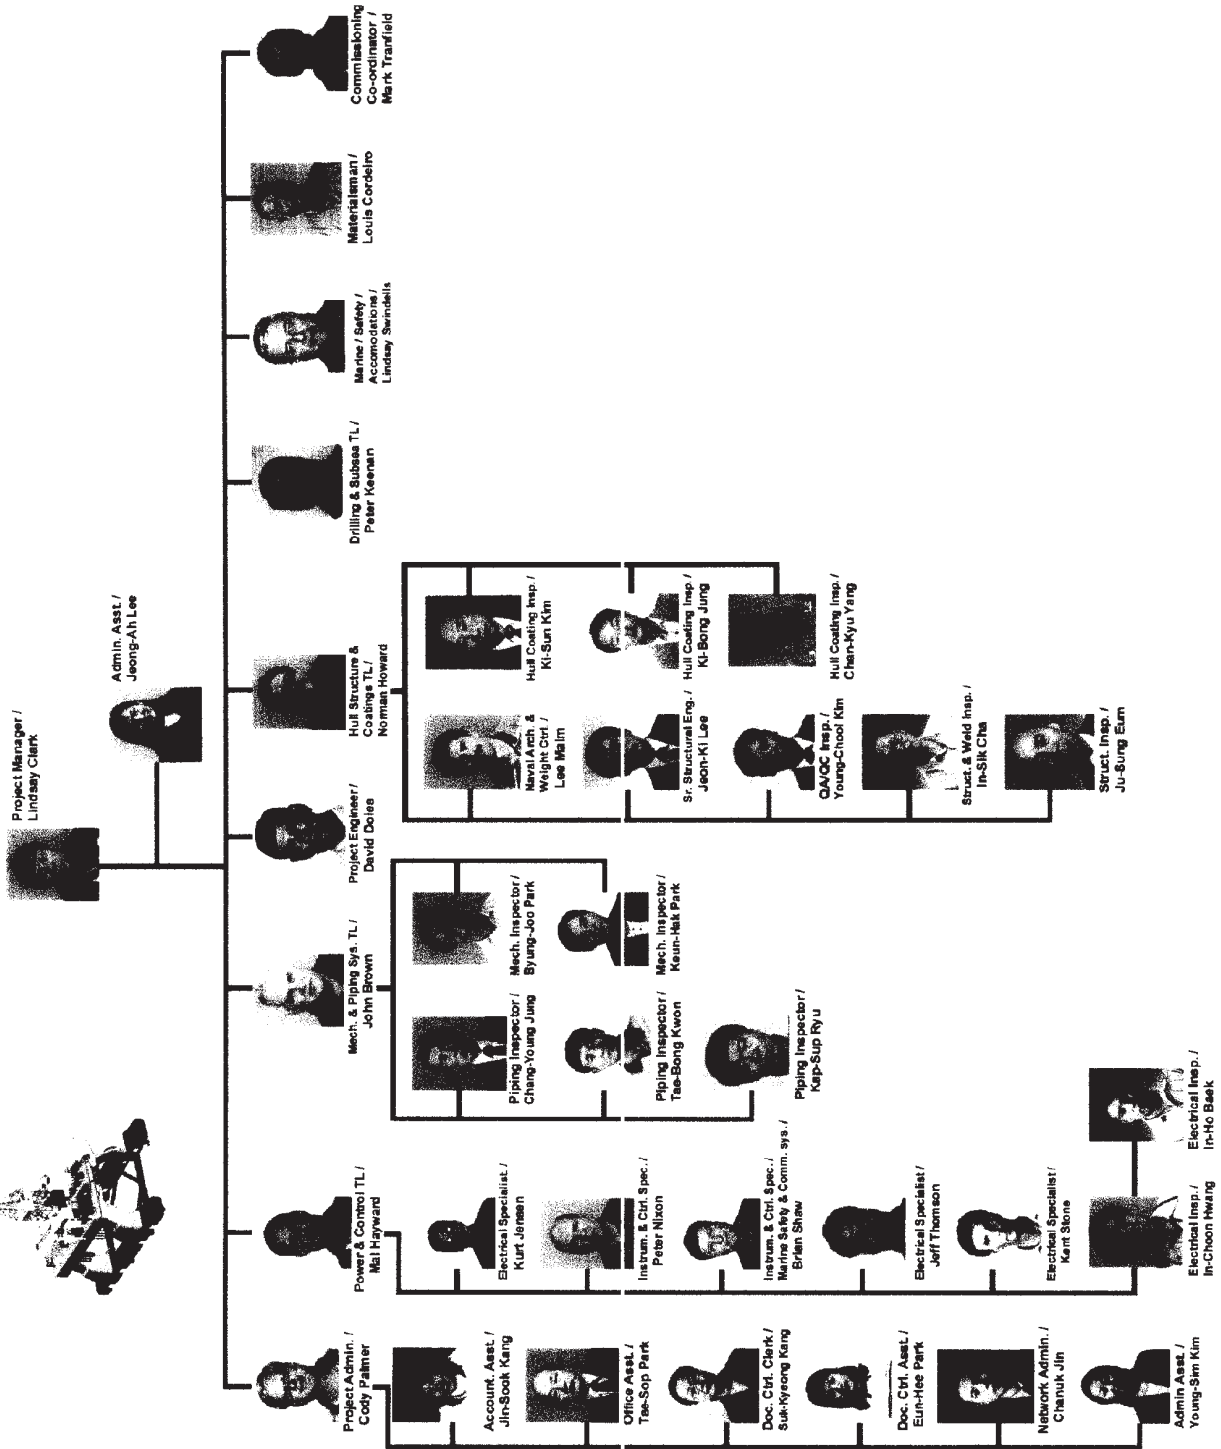 Project Manager /
Lindsay Clark
Admin. Asst. /
Jeong-Ah Lee
Project Admin. /
Cody Palmer
Power & Control TL /
Mal Hayward
Mech. & Piping Sys. TL /
John Brown
Project Engineer /
David Doiea
Hull Structure &
Coatings TL /
Norman Howard
Drilling & Subsea TL /
Peter Keenan
Marine / Safety /
Accomodations /
Lindsay Swindells
Materialsman /
Louis Cordeiro
Commissioning
Co-ordinator /
Mark Tranfield
Account. Asst. /
Jin-Sook Kang
Office Asst. /
Tae-Sop Park
Doc. Ctrl. Clerk /
Suk-Kyeong Kang
Doc. Ctrl. Asst. /
Eun-Hee Park
Network Admin. /
Chanuk Jin
Admin Asst. /
Young-Sim Kim
Electrical Specialist. /
Kurt Jensen
Instrum. & Ctrl. Spec. /
Peter Nixon
Instrum. & Ctrl. Spec. /
Marine Safety & Comm. sys. /
Brian Shaw
Electrical Specialist /
Jeff Thomson
Electrical Specialist /
Kent Stone
Electrical Insp. /
In-Choon Hwang
Electrical Insp. /
In-Ho Baek
Piping Inspector /
Chang-Young Jung
Piping Inspector /
Tae-Bong Kwon
Piping Inspector /
Kap-Sup Ryu
Mech. Inspector /
Byung-Joo Park
Mech. Inspector /
Keun-Hak Park
Naval Arch. &
Weight Ctrl. /
Lee Malm
Sr. Structural Eng. /
Jeon-Ki Lee
QA/QC Insp. /
Young-Chool Kim
Struct. & Weld Insp. /
In-Sik Cha
Struct. Insp. /
Ju-Sung Eum
Hull Coating Insp. /
Ki-Sun Kim
Hull Coating Insp. /
Ki-Bong Jung
Hull Coating Insp. /
Chan-Kyu Yang